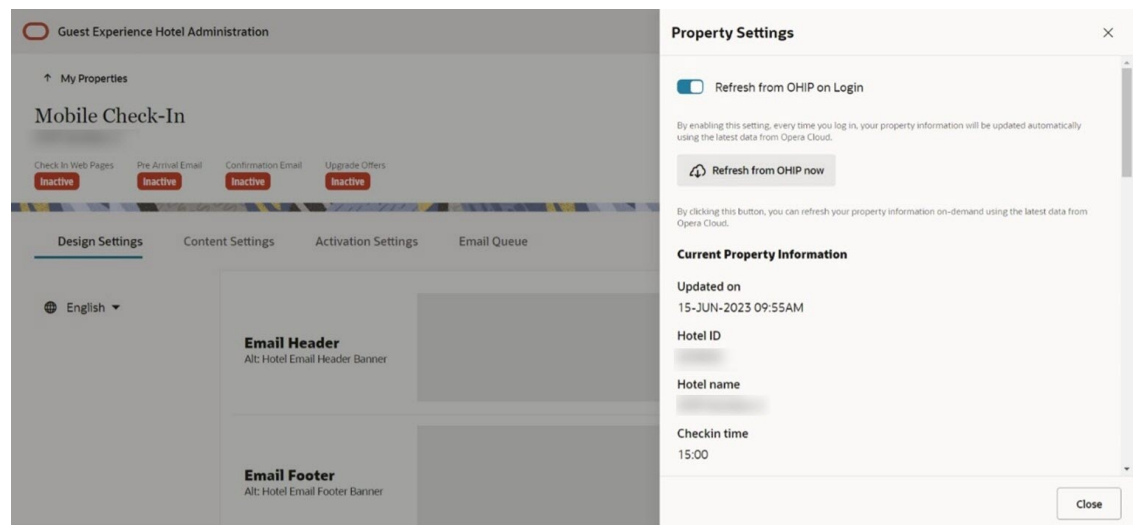 Guest Experience Hotel Administration
My Properties
Mobile Check-In
Check In Web Pages
Inactive
Pre Arrival Email
Inactive
Confirmation Email
Inactive
Upgrade Offers
Inactive
Design Settings
Content Settings
Activation Settings
Email Queue
English
Email Header
Alt: Hotel Email Header Banner
Email Footer
Alt: Hotel Email Footer Banner
Property Settings
Refresh from OHIP on Login
By enabling this setting, every time you log in, your property information will be updated automatically
using the latest data from Opera Cloud.
Refresh from OHIP now
By clicking this button, you can refresh your property information on-demand using the latest data from
Opera Cloud.
Current Property Information
Updated on
15-JUN-2023 09:55AM
Hotel ID
Hotel name
Checkin time
15:00
Close